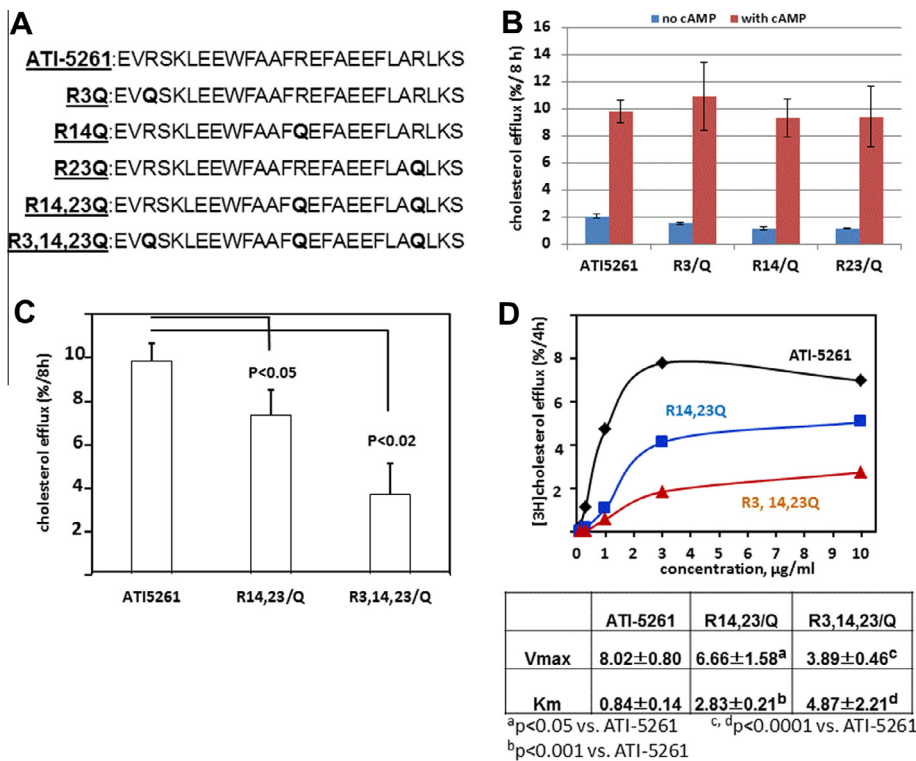 A
ATI-5261:EVRSKLEEWFAAFREFAEEFLARLKS
R3Q:EVQSKLEEWFAAFREFAEEFLARLKS
R14Q:EVRSKLEEWFAAFQEFAEEFLARLKS
R23Q:EVRSKLEEWFAAFREFAEEFLAQLKS
R14,23Q:EVRSKLEEWFAAFQEFAEEFLAQLKS
R3,14,23Q:EVQSKLEEWFAAFQEFAEEFLAQLKS
B
no cAMP with cAMP
cholesterol efflux (%/ 8 h)
16
14
12
10
8
6
4
2
0
ATI5261 R3/Q R14/Q R23/Q
C
cholesterol efflux (%/8h)
10
8
6
4
2
P<0.05
P<0.02
ATI5261 R14,23/Q R3,14,23/Q
D
[3H]cholesterol efflux (%/4h)
8
6
4
2
ATI-5261
R14,23Q
R3, 14,23Q
0 1 3 5 6 7 8 9 10
concentration, µg/ml
ATI-5261 R14,23/Q R3,14,23/Q
Vmax 8.02±0.80 6.66±1.58a 3.89±0.46c
Km 0.84±0.14 2.83±0.21b 4.87±2.21d
ap<0.05 vs. ATI-5261 c, dp<0.0001 vs. ATI-5261
bp<0.001 vs. ATI-5261